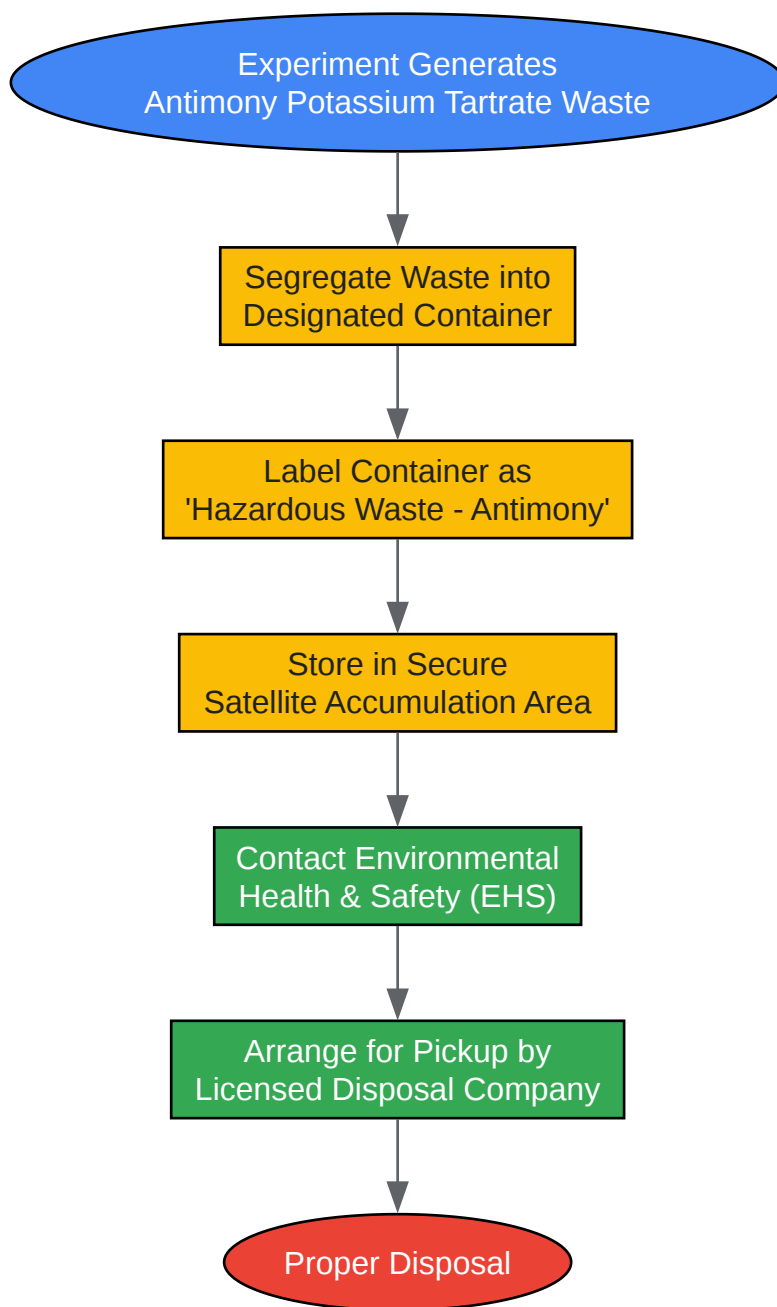 Experiment Generates
Antimony Potassium Tartrate Waste
Segregate Waste into
Designated Container
Label Container as
'Hazardous Waste - Antimony'
Store in Secure
Satellite Accumulation Area
Contact Environmental
Health & Safety (EHS)
Arrange for Pickup by
Licensed Disposal Company
Proper Disposal